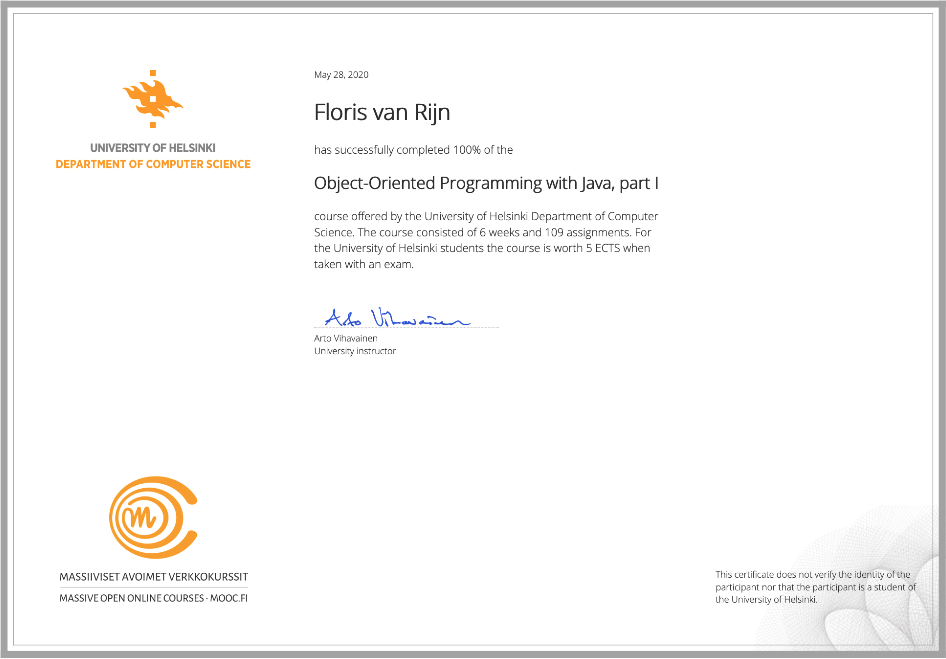 UNIVERSITY OF HELSINKI
DEPARTMENT OF COMPUTER SCIENCE
May 28, 2020
Floris van Rijn
has successfully completed 100% of the
Object-Oriented Programming with Java, part I
course offered by the University of Helsinki Department of Computer
Science. The course consisted of 6 weeks and 109 assignments. For
the University of Helsinki students the course is worth 5 ECTS when
taken with an exam.
Arto Vihavainen
Arto Vihavainen
University instructor
m
MASSIIVISET AVOIMET VERKKOKURSSIT
MASSIVE OPEN ONLINE COURSES · MOOC.FI
This certificate does not verify the identity of the
participant nor that the participant is a student of
the University of Helsinki.